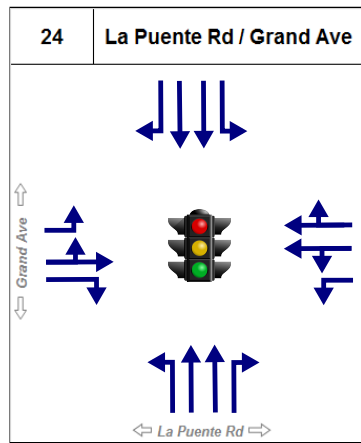 24
La Puente Rd / Grand Ave
Grand Ave
La Puente Rd